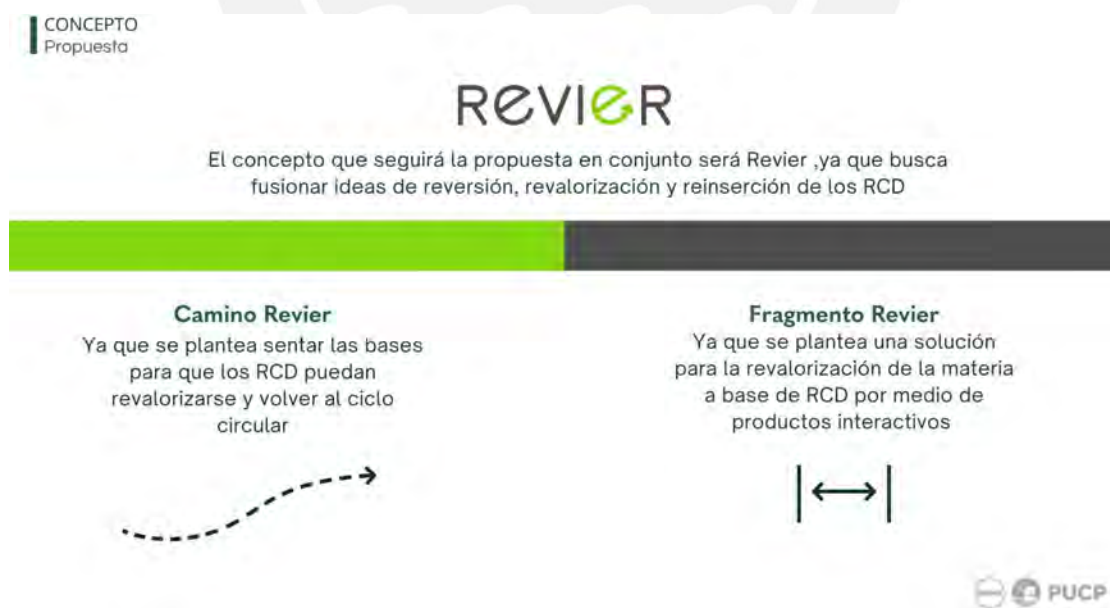 CONCEPTO
Propuesta
REVIER
El concepto que seguirá la propuesta en conjunto será Revier ,ya que busca
fusionar ideas de reversión, revalorización y reinserción de los RCD
Camino Revier
Ya que se plantea sentar las bases
para que los RCD puedan
revalorizarse y volver al ciclo
circular
Fragmento Revier
Ya que se plantea una solución
para la revalorización de la materia
a base de RCD por medio de
productos interactivos
PUCP